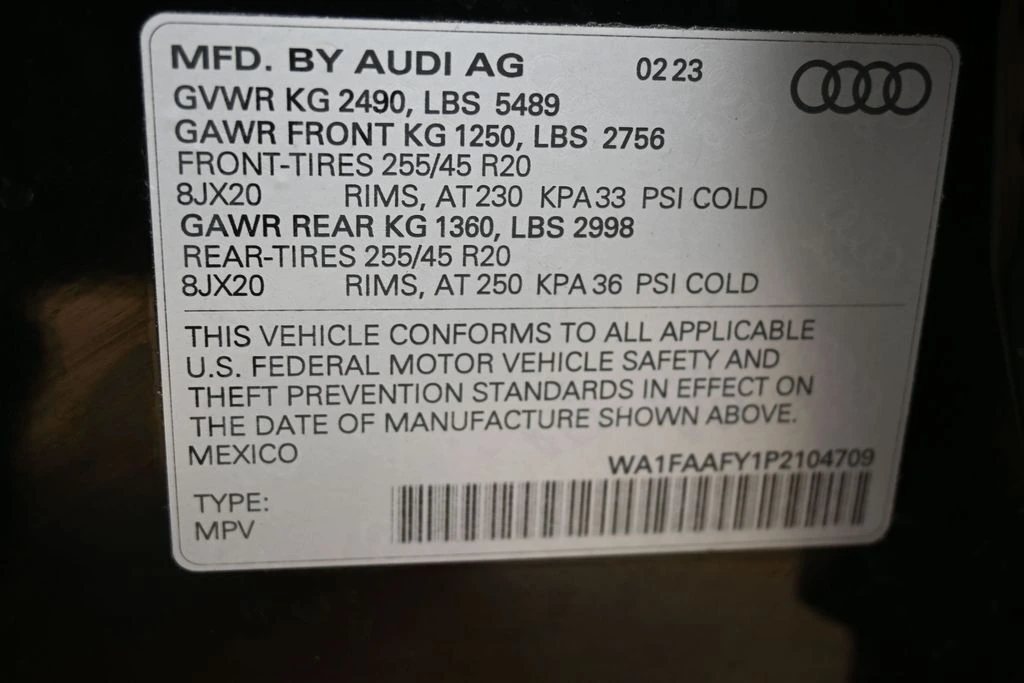 MFD. BY AUDI AG 02 23
GVWR KG 2490, LBS 5489
GAWR FRONT KG 1250, LBS 2756
FRONT-TIRES 255/45 R20
8JX20 RIMS, AT 230 KPA 33 PSI COLD
GAWR REAR KG 1360, LBS 2998
REAR-TIRES 255/45 R20
8JX20 RIMS, AT 250 KPA 36 PSI COLD
THIS VEHICLE CONFORMS TO ALL APPLICABLE
U.S. FEDERAL MOTOR VEHICLE SAFETY AND
THEFT PREVENTION STANDARDS IN EFFECT ON
THE DATE OF MANUFACTURE SHOWN ABOVE.
MEXICO
WA1FAAFY1P2104709
TYPE:
MPV